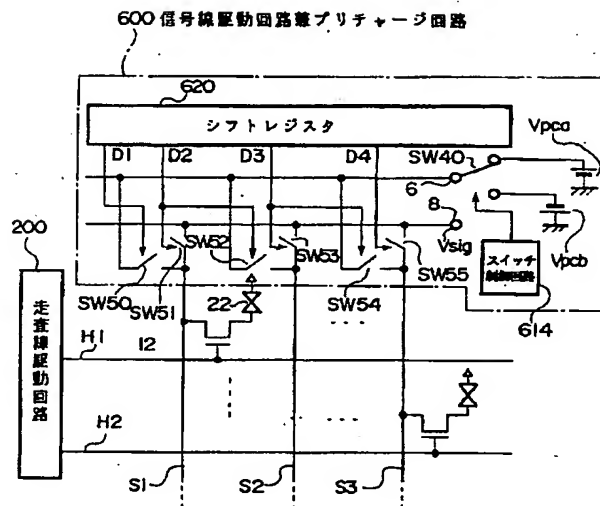 600 信号線駆動回路兼プリチャージ回路
620
シフトレジスタ
Vpca
D1 D2 D3 D4 SW40
6
8
200
Vsig
Vpcb
SW52 SW53 SW55
スイッチ
制御回路
SW50 SW51 22 SW54
614
走査線駆動回路
H1 12
H2
S1 S2 S3